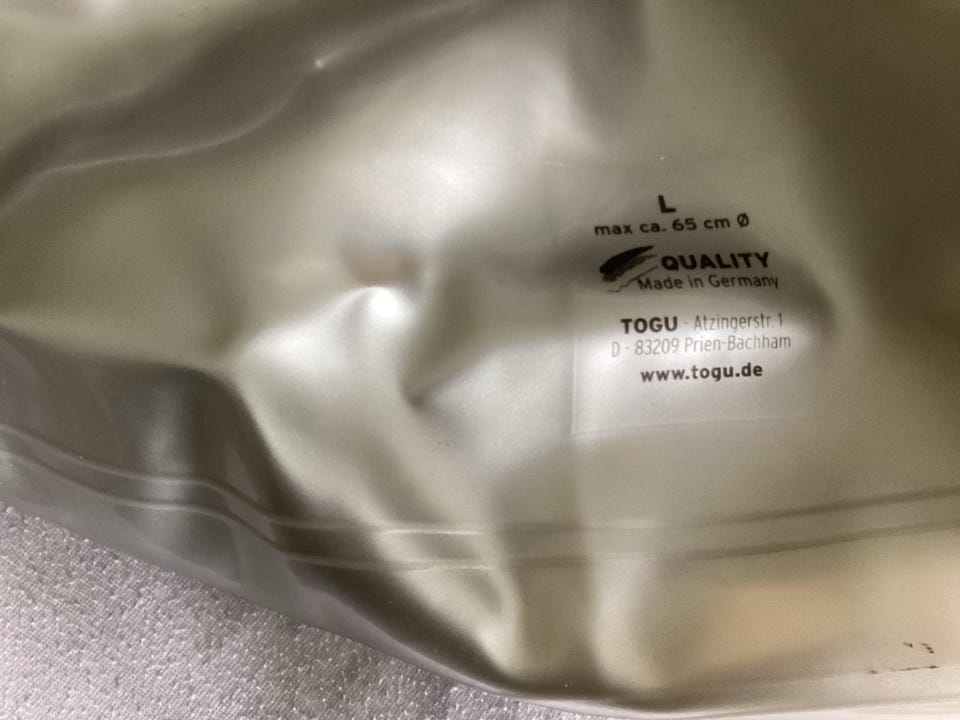 L
max ca. 65 cm Ø
QUALITY
Made in Germany
TOGU - Atzingerstr. 1
D - 83209 Prien-Bachham
www.togu.de